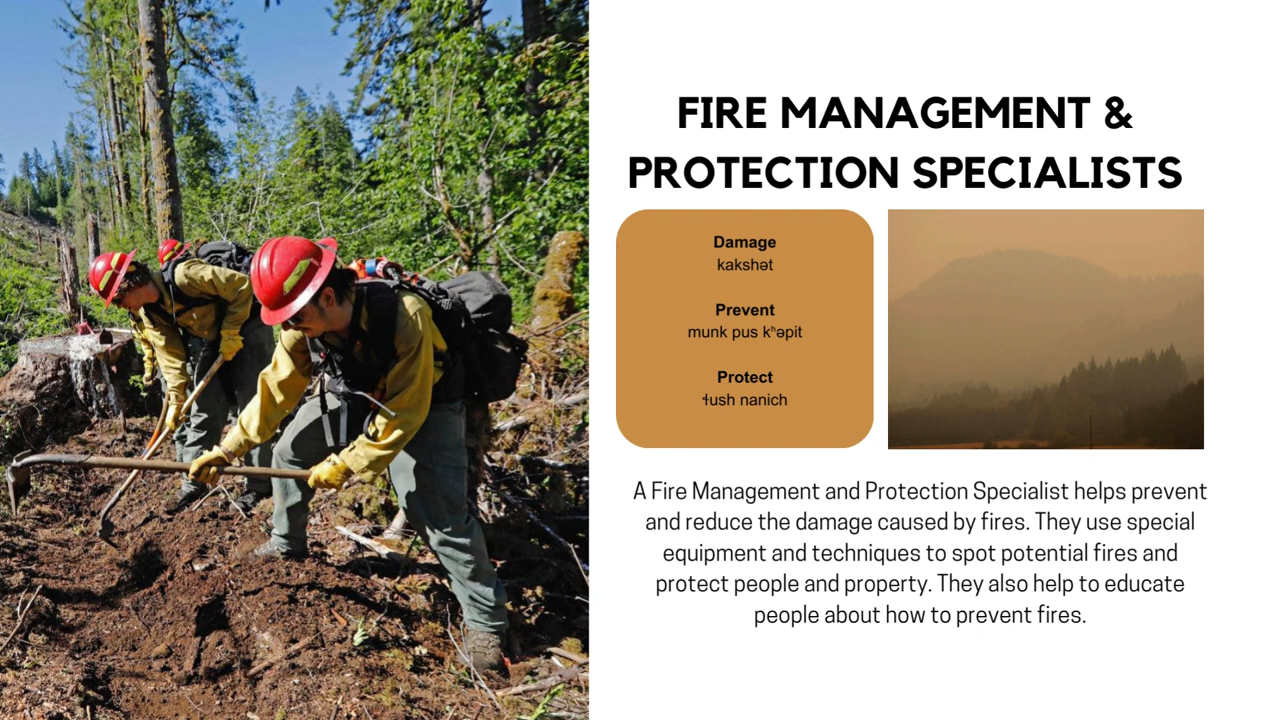 FIRE MANAGEMENT &
PROTECTION SPECIALISTS
Damage
kakshət
Prevent
munk pus kʰəpit
Protect
ɬush nanich
A Fire Management and Protection Specialist helps prevent
and reduce the damage caused by fires. They use special
equipment and techniques to spot potential fires and
protect people and property. They also help to educate
people about how to prevent fires.